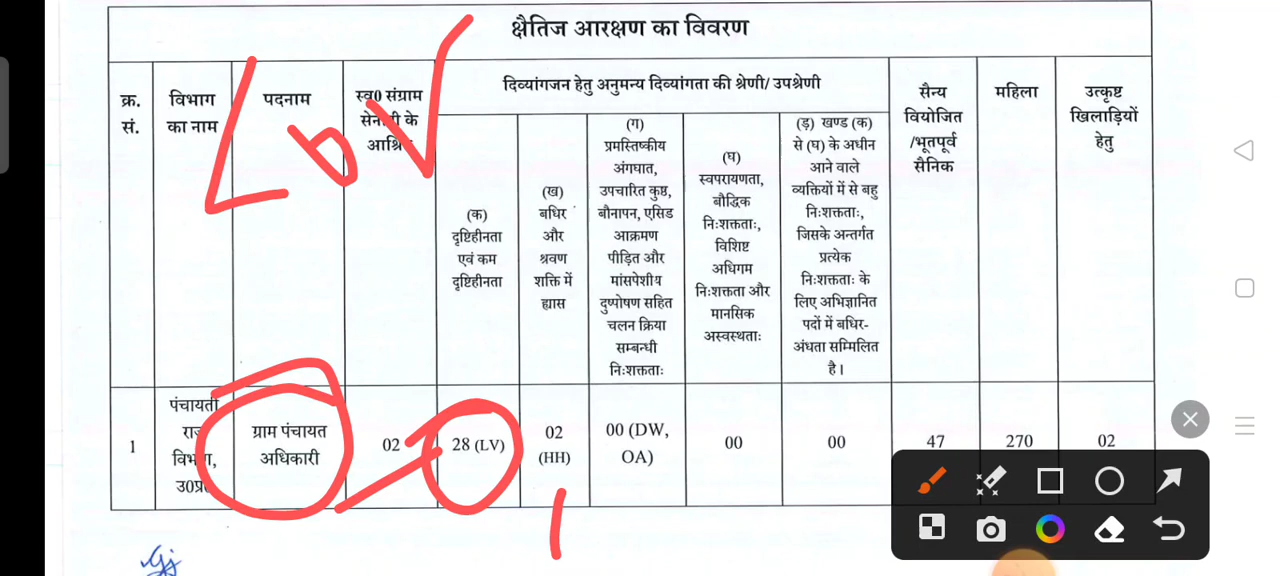 क्षैतिज आरक्षण का विवरण
क्र.
सं.
विभाग
का नाम
पदनाम
स्व0 संग्राम
के
दिव्यांगजन हेतु अनुमन्य दिव्यांगता की श्रेणी/ उपश्रेणी
(क)
दृष्टिहीनता
एवं कम
दृष्टिहीनता
(ख)
बधिर
और
श्रवण
शक्ति में
ह्रास
(ग)
प्रमस्तिष्कीय
अंगघात,
उपचारित कुष्ठ,
बौनापन, एसिड
आक्रमण
पीड़ित और
मांसपेशीय
दुष्पोषण सहित
चलन क्रिया
सम्बन्धी
निःशक्तताः
(घ)
स्वपरायणता,
बौद्धिक
निःशक्तताः,
विशिष्ट
अधिगम
निःशक्तता और
मानसिक
अस्वस्थताः
(ड़) खण्ड (क)
से (घ) के अधीन
आने वाले
व्यक्तियों में से बहु
निःशक्तताः,
जिसके अन्तर्गत
प्रत्येक
निःशक्तताः के
लिए अभिज्ञानित
पदों में बधिर-
अंधता सम्मिलित
है।
सैन्य
वियोजित
/भूतपूर्व
सैनिक
महिला
उत्कृष्ट
खिलाड़ियों
हेतु
1
पंचायती
राज
विभाग,
उ0प्र0
ग्राम पंचायत
अधिकारी
02
28 (LV)
02
(HH)
00 (DW,
OA)
00
00
47
270
02